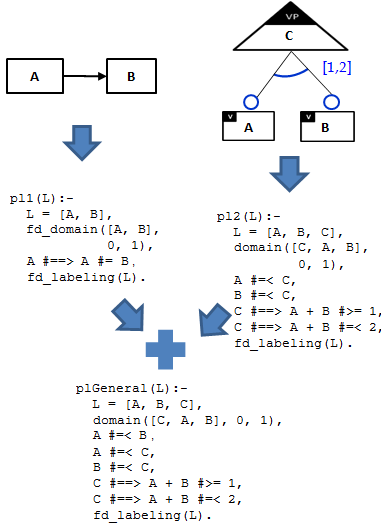 A
B
VP
C
[1,2]
V
A
V
B
pl1(L):-
L = [A, B],
fd_domain([A, B],
0, 1),
A #==> A #= B,
fd_labeling(L).
pl2(L):-
L = [A, B, C],
domain([C, A, B],
0, 1),
A #=< C,
B #=< C,
C #==> A + B #>= 1,
C #==> A + B #=< 2,
fd_labeling(L).
plGeneral(L):-
L = [A, B, C],
domain([C, A, B], 0, 1),
A #=< B,
A #=< C,
B #=< C,
C #==> A + B #>= 1,
C #==> A + B #=< 2,
fd_labeling(L).